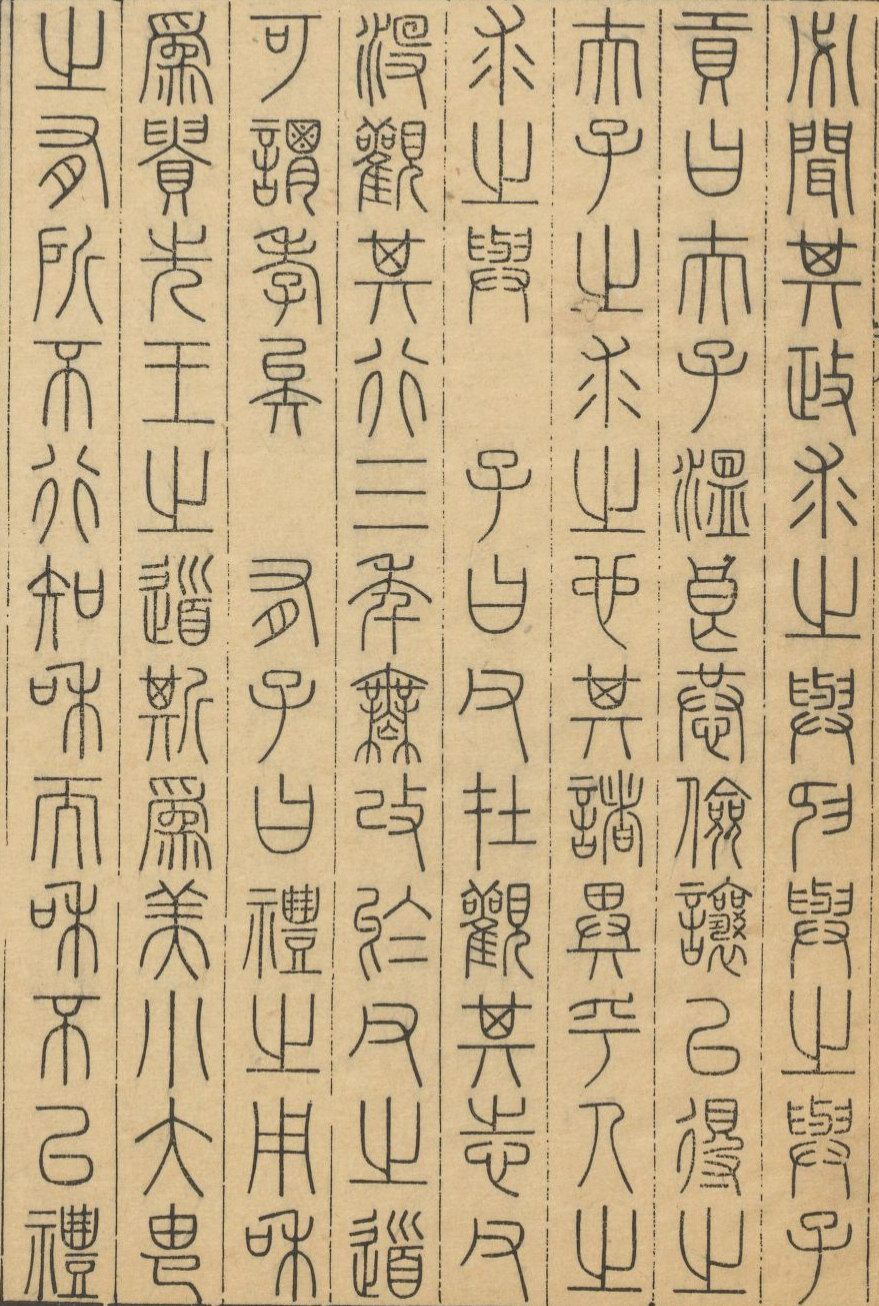 必聞其政求之與抑與之與子
貢曰夫子溫良恭儉讓以得之
夫子之求之也其諸異乎人之
求之與　子曰父在觀其志父
沒觀其行三年無改於父之道
可謂孝矣　有子曰禮之用和
爲貴先王之道斯爲美小大由
之有所不行知和而和不以禮